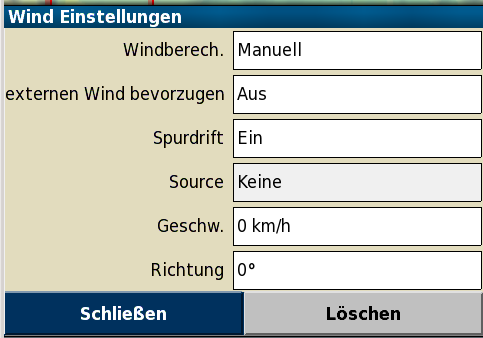 Wind Einstellungen
Windberech. Manuell
externen Wind bevorzugen Aus
Spurdrift Ein
Source Keine
Geschw. 0 km/h
Richtung 0°
Schließen Löschen